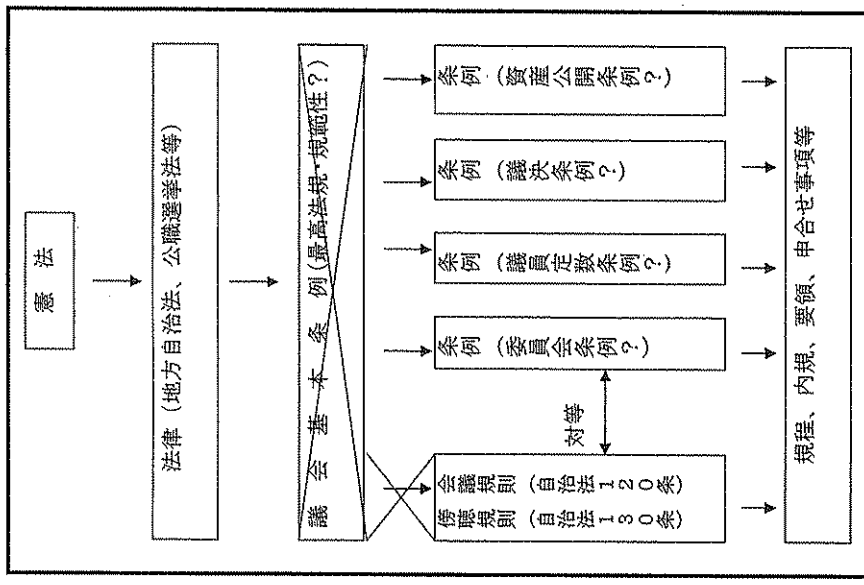 憲　法
法律（地方自治法、公職選挙法等）
議　会　基　本　条　例(最高法規・規範性？)
会議規則（自治法１２０条）
傍聴規則（自治法１３０条）
対等
条例（委員会条例？）
条例（議員定数条例？）
条例（議決条例？）
条例（資産公開条例？）
規程、内規、要領、申合せ事項等